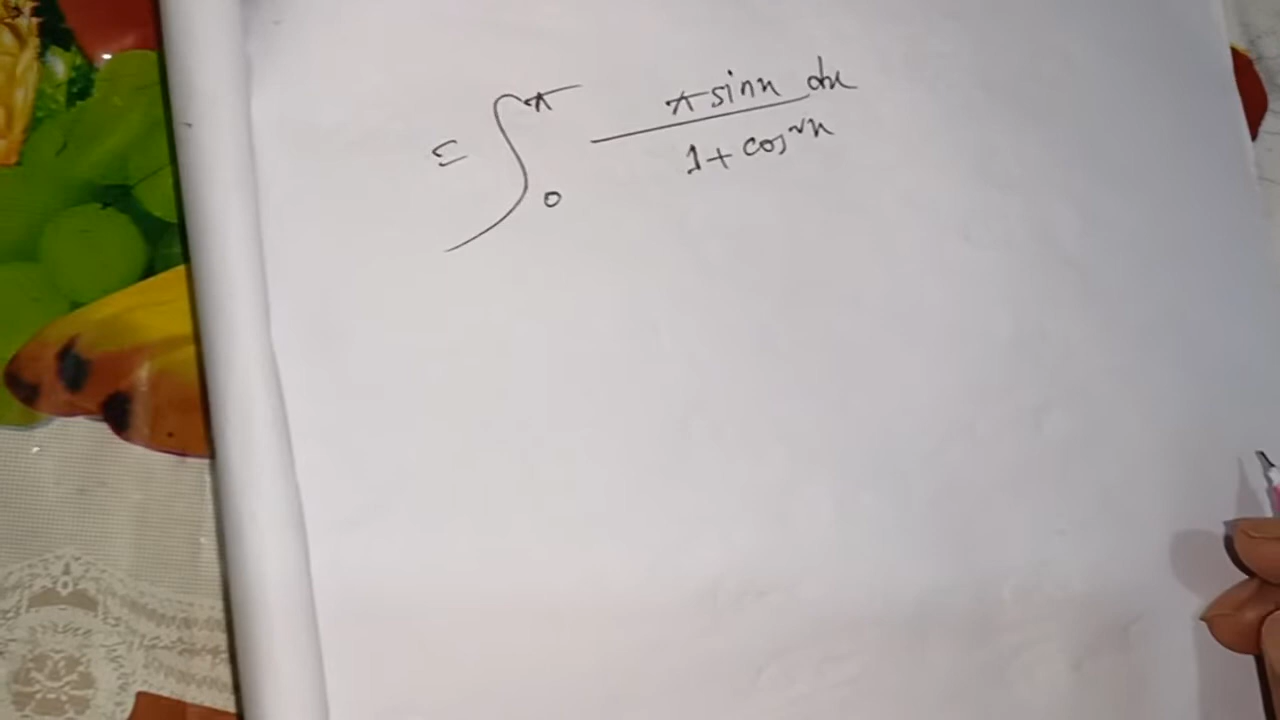 = ∫₀^π π sinx dx / 1 + cos²x